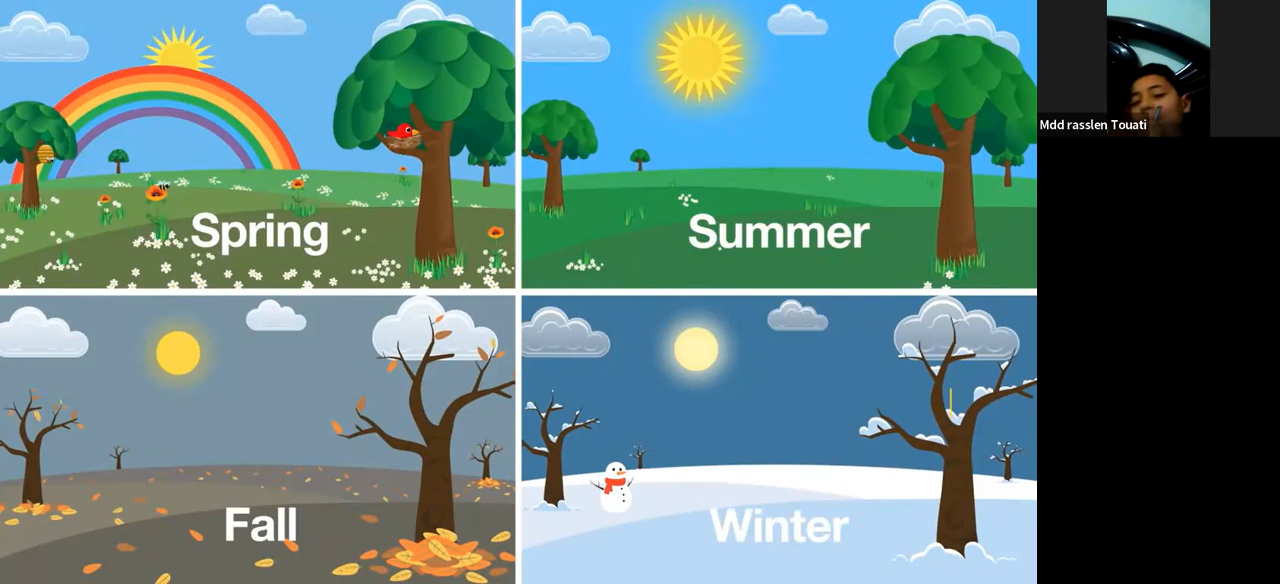 Spring
Summer
Mdd rasslen Touati
Fall
Winter